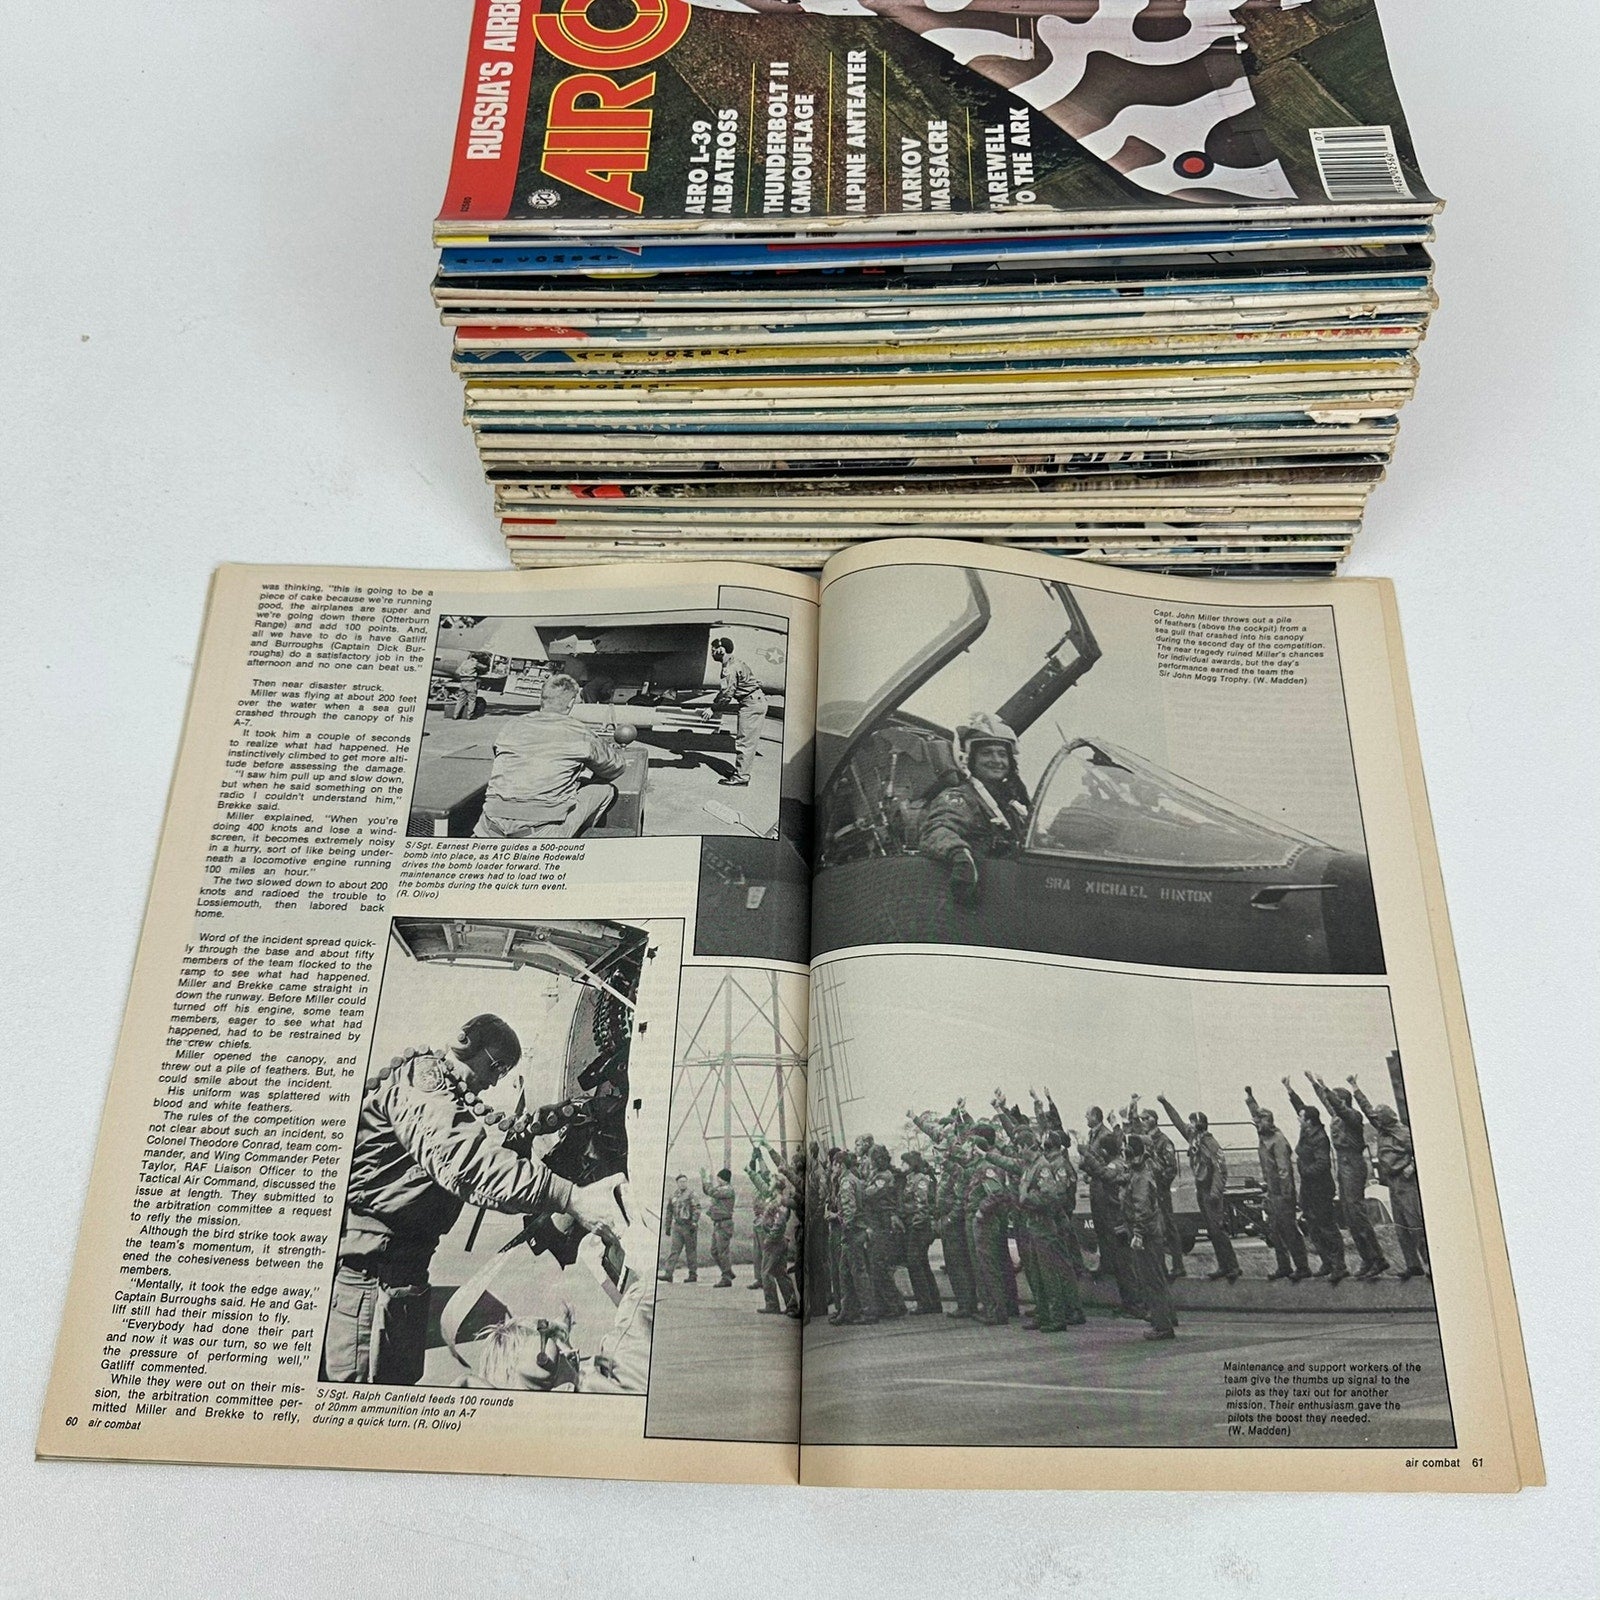 RUSSIA'S AIRBO
AIR CO
AERO L-39
ALBATROSS
THUNDERBOLT II
CAMOUFLAGE
ALPINE ANTEATER
KARKOV
MASSACRE
FAREWELL
TO THE ARK
02560
07
AIR COMBAT
AIR COMBAT
AIR COMBAT
was thinking, "this is going to be a
piece of cake because we're running
good, the airplanes are super and
we're going down there (Otterburn
Range) and add 100 points. And,
all we have to do is have Gatliff
and Burroughs (Captain Dick Bur-
roughs) do a satisfactory job in the
afternoon and no one can beat us."
Then near disaster struck.
Miller was flying at about 200 feet
over the water when a sea gull
crashed through the canopy of his
A-7.
It took him a couple of seconds
to realize what had happened. He
instinctively climbed to get more alti-
tude before assessing the damage.
"I saw him pull up and slow down,
but when he said something on the
radio I couldn't understand him,"
Brekke said.
Miller explained, "When you're
doing 400 knots and lose a wind-
screen, it becomes extremely noisy
in a hurry, sort of like being under-
neath a locomotive engine running
100 miles an hour."
The two slowed down to about 200
knots and radioed the trouble to
Lossiemouth, then labored back
home.
Word of the incident spread quick-
ly through the base and about fifty
members of the team flocked to the
ramp to see what had happened.
Miller and Brekke came straight in
down the runway. Before Miller could
turned off his engine, some team
members, eager to see what had
happened, had to be restrained by
the crew chiefs.
Miller opened the canopy, and
threw out a pile of feathers. But, he
could smile about the incident.
His uniform was splattered with
blood and white feathers.
The rules of the competition were
not clear about such an incident, so
Colonel Theodore Conrad, team com-
mander, and Wing Commander Peter
Taylor, RAF Liaison Officer to the
Tactical Air Command, discussed the
issue at length. They submitted to
the arbitration committee a request
to refly the mission.
Although the bird strike took away
the team's momentum, it strength-
ened the cohesiveness between the
members.
"Mentally, it took the edge away,"
Captain Burroughs said. He and Gat-
liff still had their mission to fly.
"Everybody had done their part
and now it was our turn, so we felt
the pressure of performing well,"
Gatliff commented.
While they were out on their mis-
sion, the arbitration committee per-
mitted Miller and Brekke to refly,
60 air combat
S/Sgt. Earnest Pierre guides a 500-pound
bomb into place, as A1C Blaine Rodewald
drives the bomb loader forward. The
maintenance crews had to load two of
the bombs during the quick turn event.
(R. Olivo)
S/Sgt. Ralph Canfield feeds 100 rounds
of 20mm ammunition into an A-7
during a quick turn. (R. Olivo)
Capt. John Miller throws out a pile
of feathers (above the cockpit) from a
sea gull that crashed into his canopy
during the second day of the competition.
The near tragedy ruined Miller's chances
for individual awards, but the day's
performance earned the team the
Sir John Mogg Trophy. (W. Madden)
SRA MICHAEL HINTON
Maintenance and support workers of the
team give the thumbs up signal to the
pilots as they taxi out for another
mission. Their enthusiasm gave the
pilots the boost they needed.
(W. Madden)
air combat 61